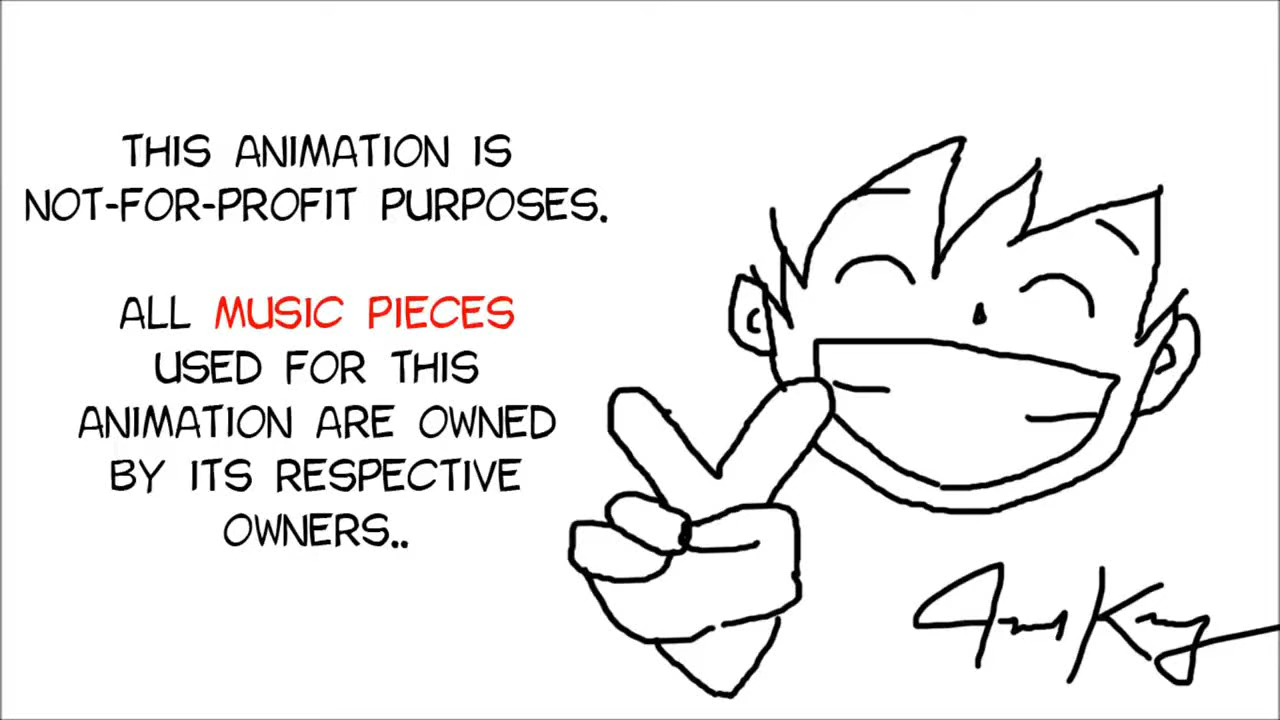 THIS ANIMATION IS
NOT-FOR-PROFIT PURPOSES.
ALL MUSIC PIECES
USED FOR THIS
ANIMATION ARE OWNED
BY ITS RESPECTIVE
OWNERS..